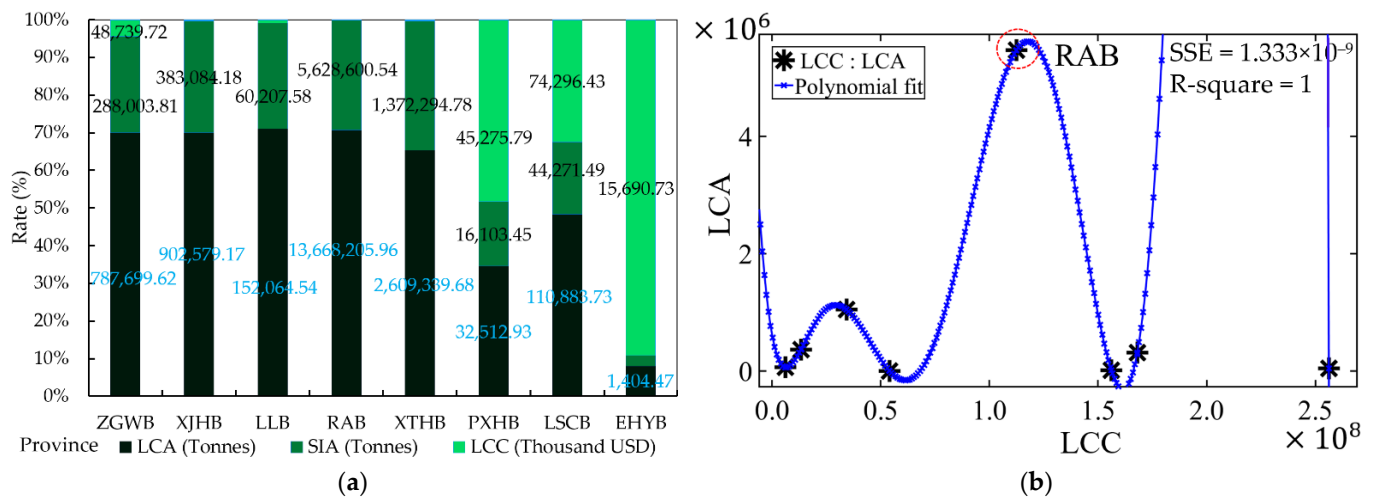 100%
90%
80%
70%
60%
50%
40%
30%
20%
10%
0%
Rate (%)
48,739.72
288,003.81
787,699.62
383,084.18
902,579.17
60,207.58
152,064.54
5,628,600.54
13,668,205.96
1,372,294.78
2,609,339.68
45,275.79
16,103.45
32,512.93
74,296.43
44,271.49
110,883.73
15,690.73
1,404.47
ZGWB XJHB LLB RAB XTHB PXHB LSCB EHYB
Province LCA (Tonnes) SIA (Tonnes) LCC (Thousand USD)
(a)
× 10⁶
6
4
2
0
LCA
LCC : LCA
Polynomial fit
RAB
SSE = 1.333×10⁻⁹
R-square = 1
0.0 0.5 1.0 1.5 2.0 2.5
LCC
× 10⁸
(b)